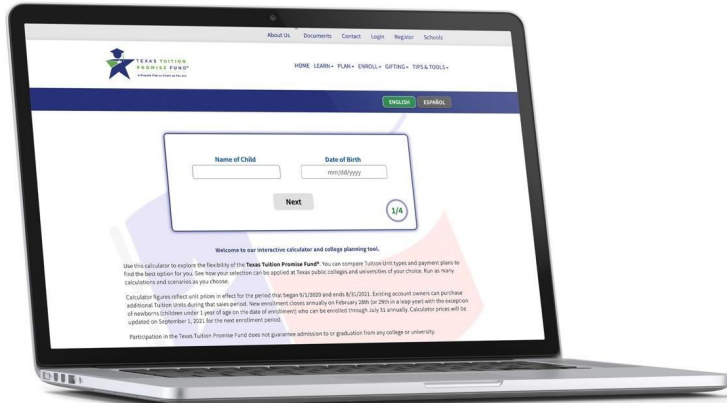 About Us Documents Contact Login Register Schools
TEXAS TUITION
PROMISE FUND®
HOME LEARN PLAN ENROLL GIFTING TIPS & TOOLS
ENGLISH ESPAÑOL
Name of Child Date of Birth
mm/dd/yyyy
Next
1/4
Welcome to our interactive calculator and college planning tool.
Use this calculator to explore the flexibility of the Texas Tuition Promise Fund®. You can compare Tuition Unit types and payment plans to
find the best option for you. See how your selection can be applied at Texas public colleges and universities of your choice. Run as many
calculations and scenarios as you choose
Calculator figures reflect unit prices in effect for the period that began 9/1/2020 and ends 8/31/2021. Existing account owners can purchase
additional Tuition Units during that sales period. New enrollment closes annually on February 28th (or 29th in a leap year) with the exception
of newborns (children under 1 year of age on the date of enrollment) who can be enrolled through July 31 annually. Calculator prices will be
updated on September 1, 2021 for the next enrollment period.
Participation in the Texas Tuition Promise Fund does not guarantee admission to or graduation from any college or university.